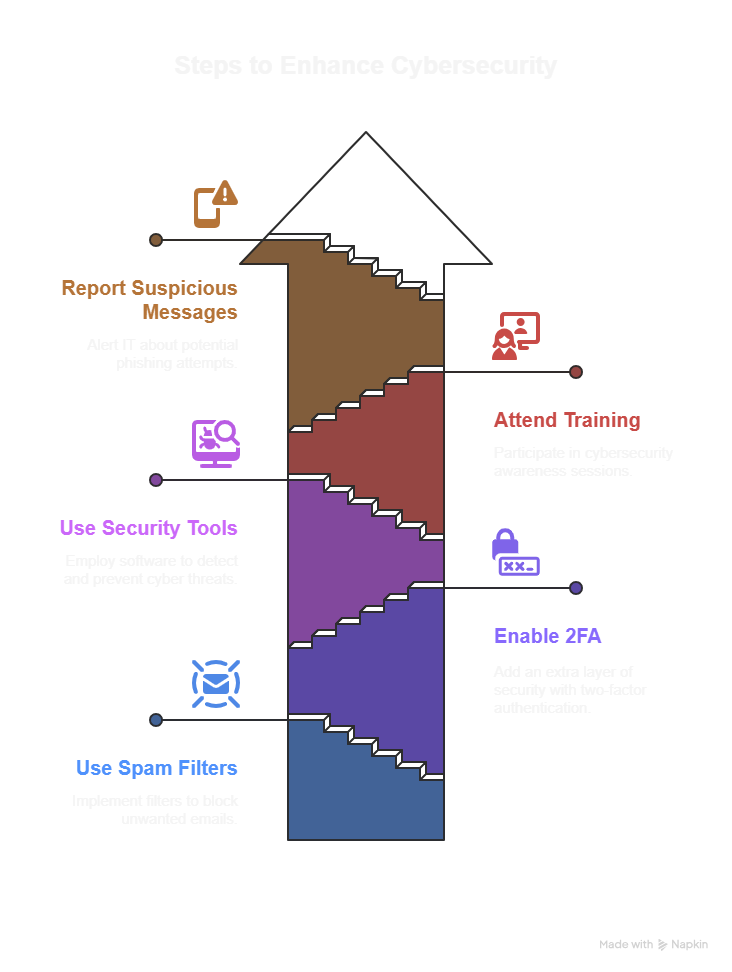 Steps to Enhance Cybersecurity
Report Suspicious
Messages
Alert IT about potential
phishing attempts.
Attend Training
Participate in cybersecurity
awareness sessions.
Use Security Tools
Employ software to detect
and prevent cyber threats.
Enable 2FA
Add an extra layer of
security with two-factor
authentication.
Use Spam Filters
Implement filters to block
unwanted emails.
Made with Napkin